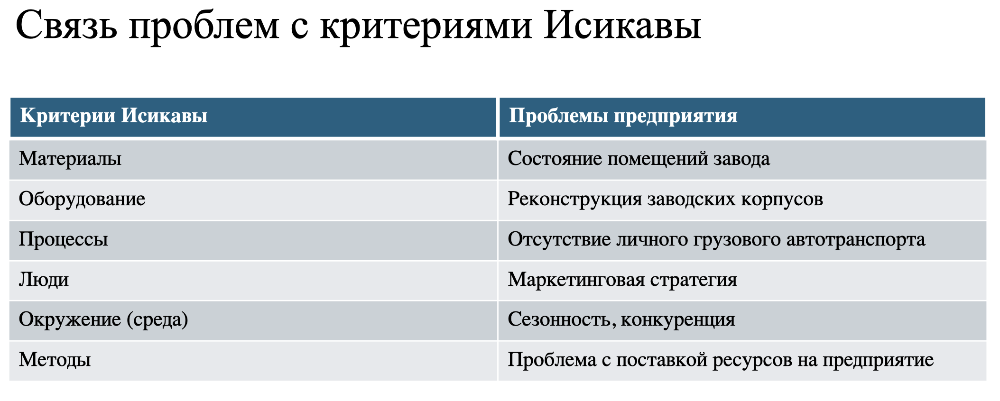 Связь проблем с критериями Исикавы
Критерии Исикавы Проблемы предприятия
Материалы Состояние помещений завода
Оборудование Реконструкция заводских корпусов
Процессы Отсутствие личного грузового автотранспорта
Люди Маркетинговая стратегия
Окружение (среда) Сезонность, конкуренция
Методы Проблема с поставкой ресурсов на предприятие